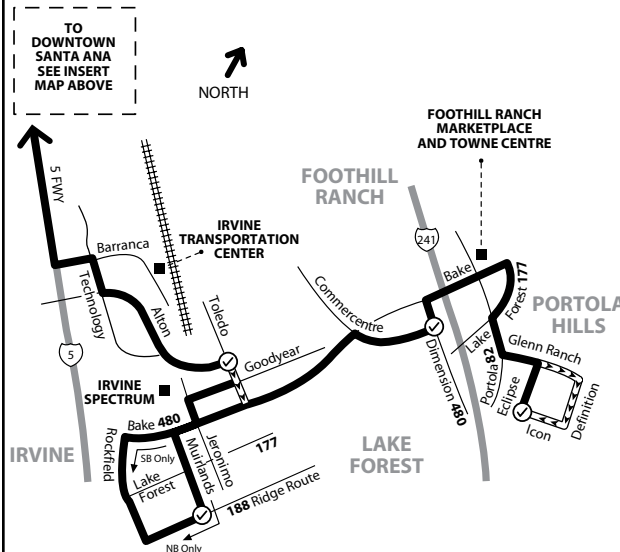 TO
DOWNTOWN
SANTA ANA
SEE INSERT
MAP ABOVE
NORTH
FOOTHILL RANCH
MARKETPLACE
AND TOWNE CENTRE
5 FWY
FOOTHILL
RANCH
IRVINE
TRANSPORTATION
CENTER
Barranca
241
Bake
Forest 177
Technology
Alton
Toledo
Commercentre
PORTOLA
HILLS
Lake
Glenn Ranch
5
Goodyear
Dimension 480
Portola 82
Eclipse
Definition
Icon
IRVINE
SPECTRUM
Bake 480
IRVINE
Rockfield
SB Only
Lake
Forest
Muirlands
Jeronimo
177
LAKE
FOREST
188 Ridge Route
NB Only